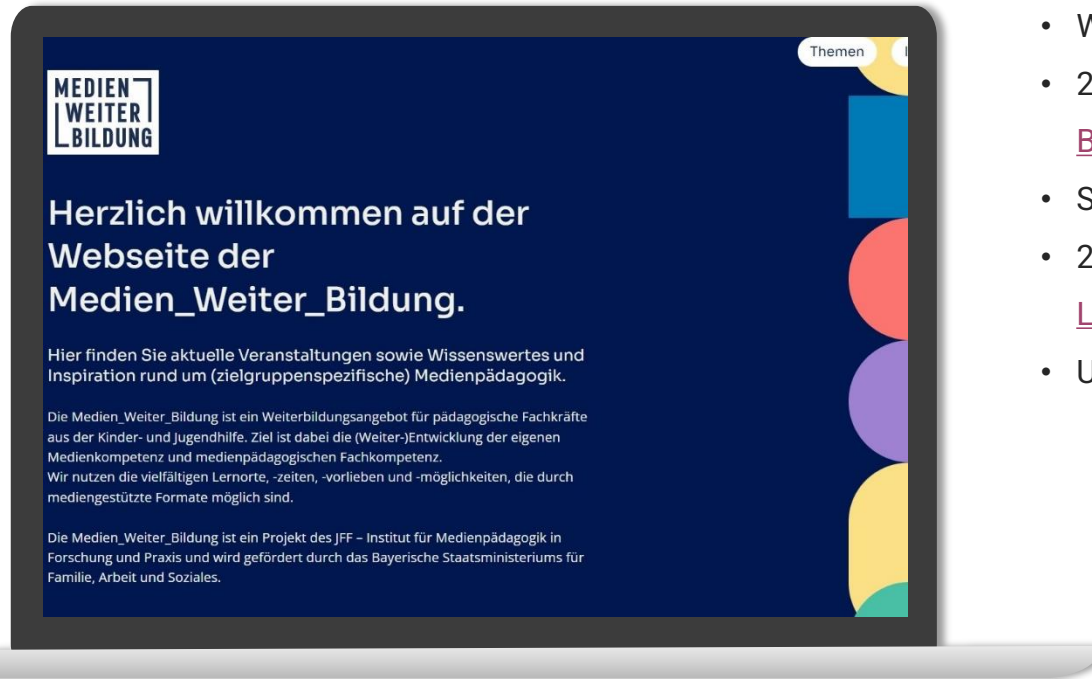 Themen
MEDIEN
WEITER
BILDUNG
Herzlich willkommen auf der
Webseite der
Medien_Weiter_Bildung.
Hier finden Sie aktuelle Veranstaltungen sowie Wissenswertes und
Inspiration rund um (zielgruppenspezifische) Medienpädagogik.
Die Medien_Weiter_Bildung ist ein Weiterbildungsangebot für pädagogische Fachkräfte
aus der Kinder- und Jugendhilfe. Ziel ist dabei die (Weiter-)Entwicklung der eigenen
Medienkompetenz und medienpädagogischen Fachkompetenz.
Wir nutzen die vielfältigen Lernorte, -zeiten, -vorlieben und -möglichkeiten, die durch
mediengestützte Formate möglich sind.
Die Medien_Weiter_Bildung ist ein Projekt des JFF – Institut für Medienpädagogik in
Forschung und Praxis und wird gefördert durch das Bayerische Staatsministeriums für
Familie, Arbeit und Soziales.